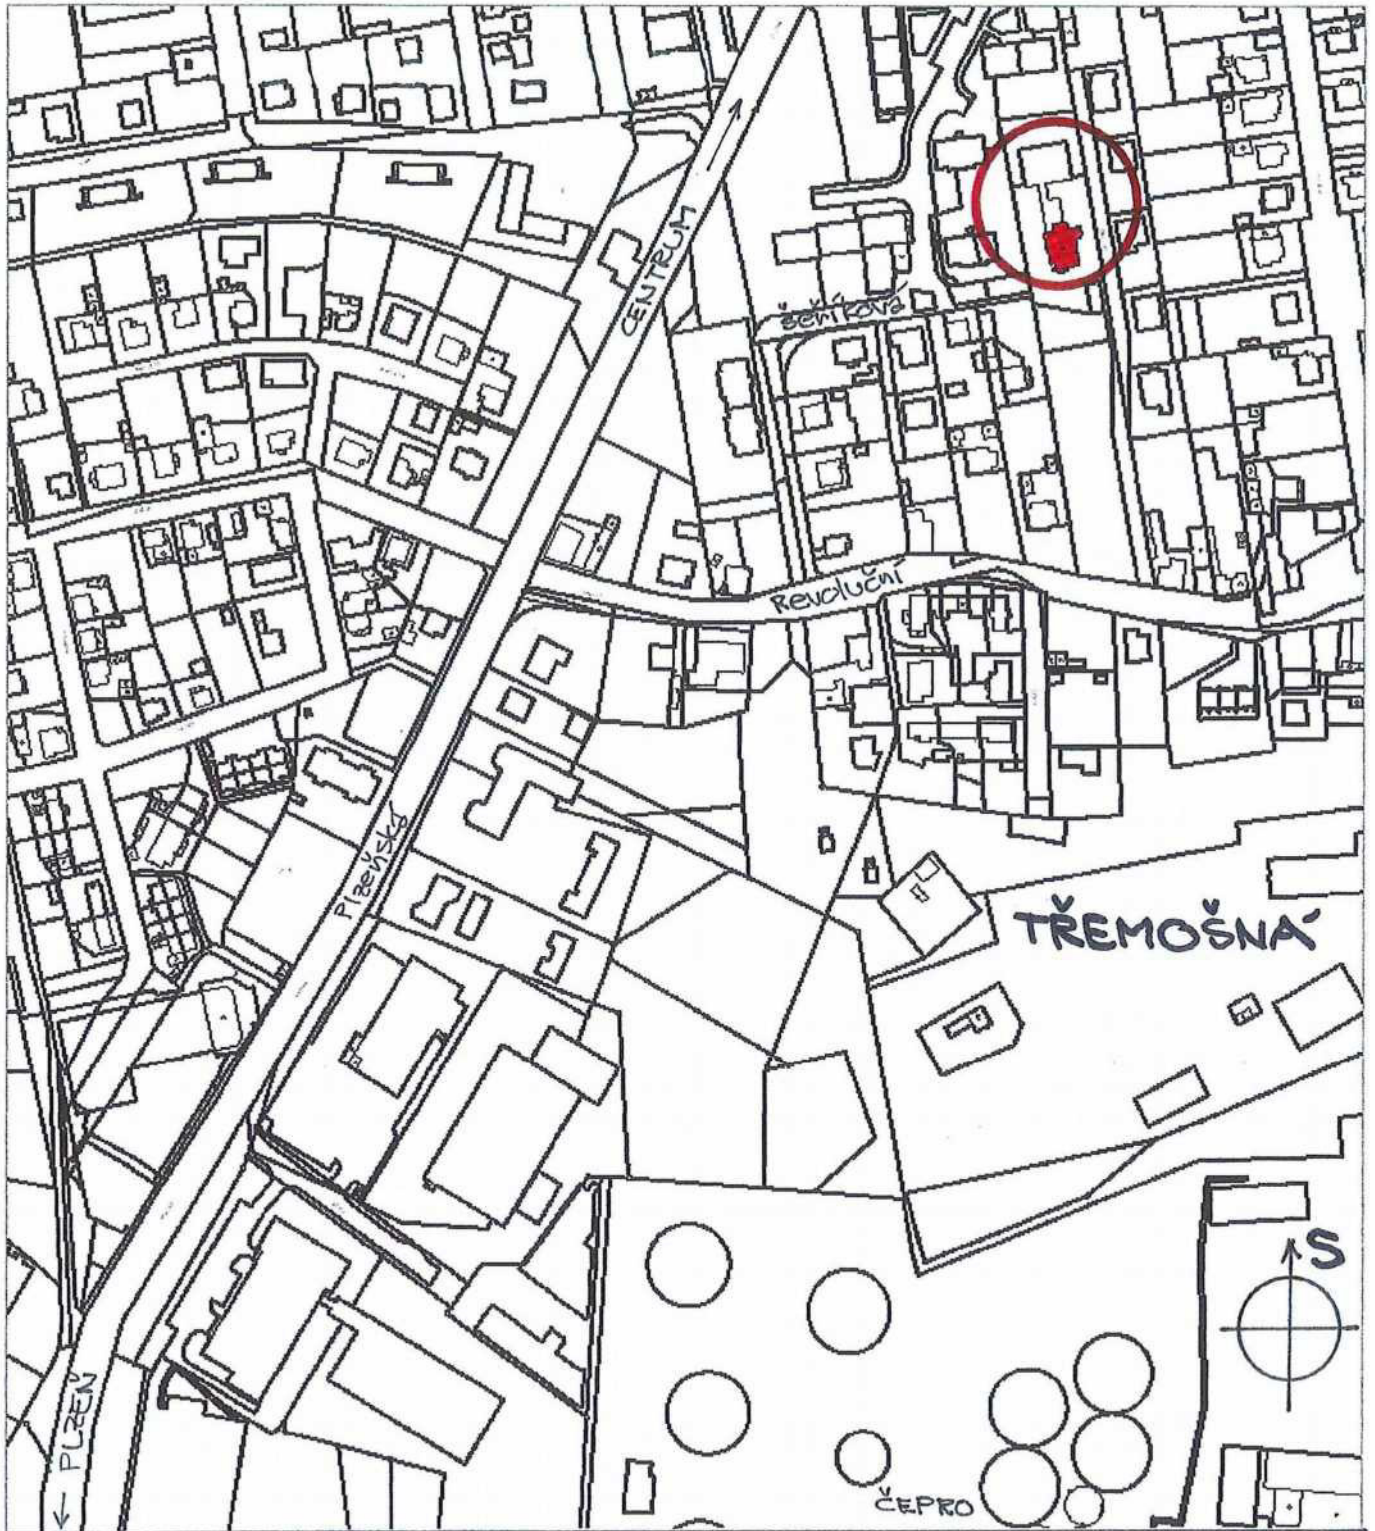 CENTRUM
šeříková
Revoluční
Plzeňská
TŘEMOŠNÁ
S
← PLZEŇ
ČEPRO